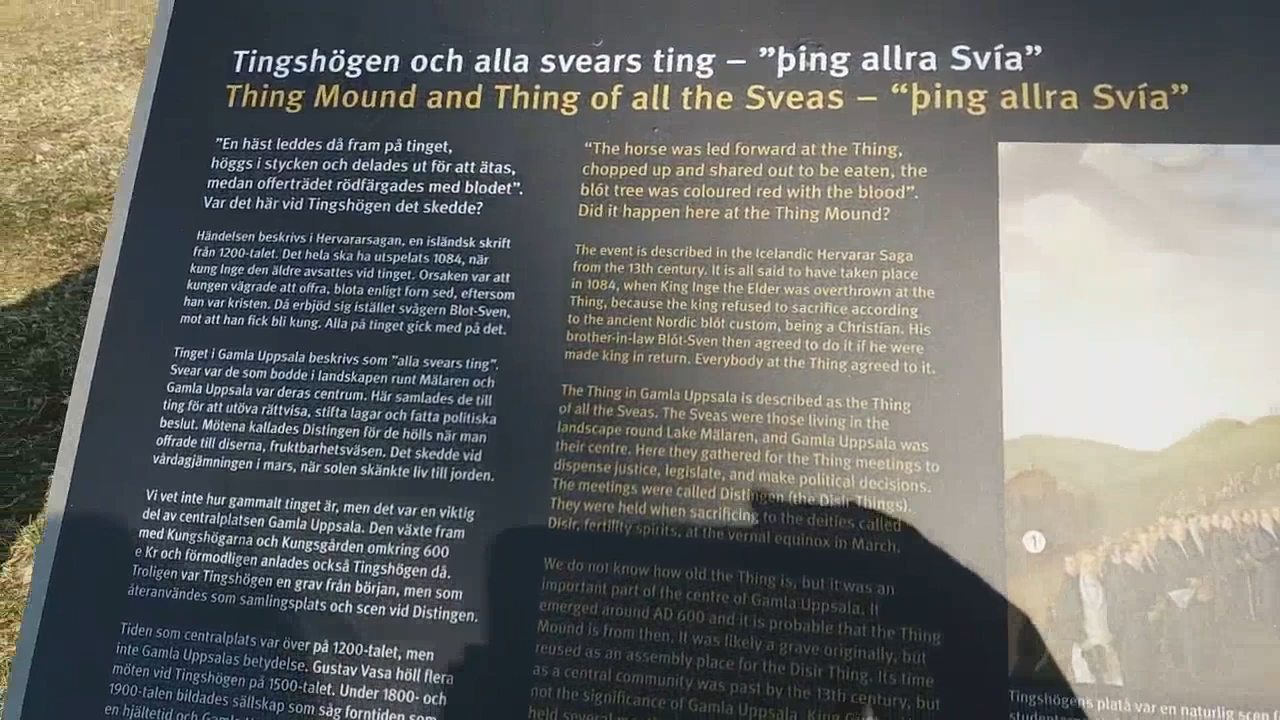 Tingshögen och alla svears ting – ”þing allra Svía”
Thing Mound and Thing of all the Sveas – “þing allra Svía”
”En häst leddes då fram på tinget,
höggs i stycken och delades ut för att ätas,
medan offerträdet rödfärgades med blodet”.
Var det här vid Tingshögen det skedde?
Händelsen beskrivs i Hervararsagan, en isländsk skrift
från 1200-talet. Det hela ska ha utspelats 1084, när
kung Inge den äldre avsattes vid tinget. Orsaken var att
kungen vägrade att offra, blota enligt forn sed, eftersom
han var kristen. Då erbjöd sig istället svågern Blot-Sven,
mot att han fick bli kung. Alla på tinget gick med på det.
Tinget i Gamla Uppsala beskrivs som ”alla svears ting”.
Svear var de som bodde i landskapen runt Mälaren och
Gamla Uppsala var deras centrum. Här samlades de till
ting för att utöva rättvisa, stifta lagar och fatta politiska
beslut. Mötena kallades Distingen för de hölls när man
offrade till diserna, fruktbarhetsväsen. Det skedde vid
vårdagjämningen i mars, när solen skänkte liv till jorden.
Vi vet inte hur gammalt tinget är, men det var en viktig
del av centralplatsen Gamla Uppsala. Den växte fram
med Kungshögarna och Kungsgården omkring 600
e Kr och förmodligen anlades också Tingshögen då.
Troligen var Tingshögen en grav från början, men som
återanvändes som samlingsplats och scen vid Distingen.
Tiden som centralplats var över på 1200-talet, men
inte Gamla Uppsalas betydelse. Gustav Vasa höll flera
möten vid Tingshögen på 1500-talet. Under 1800- och
1900-talen bildades sällskap som såg forntiden som
en hjältetid och
“The horse was led forward at the Thing,
chopped up and shared out to be eaten, the
blót tree was coloured red with the blood”.
Did it happen here at the Thing Mound?
The event is described in the Icelandic Hervarar Saga
from the 13th century. It is all said to have taken place
in 1084, when King Inge the Elder was overthrown at the
Thing, because the king refused to sacrifice according
to the ancient Nordic blót custom, being a Christian. His
brother-in-law Blót-Sven then agreed to do it if he were
made king in return. Everybody at the Thing agreed to it.
The Thing in Gamla Uppsala is described as the Thing
of all the Sveas. The Sveas were those living in the
landscape round Lake Mälaren, and Gamla Uppsala was
their centre. Here they gathered for the Thing meetings to
dispense justice, legislate, and make political decisions.
The meetings were called Distingen (the Disir Things).
They were held when sacrificing to the deities called
Disir, fertility spirits, at the vernal equinox in March.
We do not know how old the Thing is, but it was an
important part of the centre of Gamla Uppsala. It
emerged around AD 600 and it is probable that the Thing
Mound is from then. It was likely a grave originally, but
reused as an assembly place for the Disir Thing. Its time
as a central community was past by the 13th century, but
not the significance of Gamla Uppsala. King
held several
1
Tingshögens platå var en naturlig scen